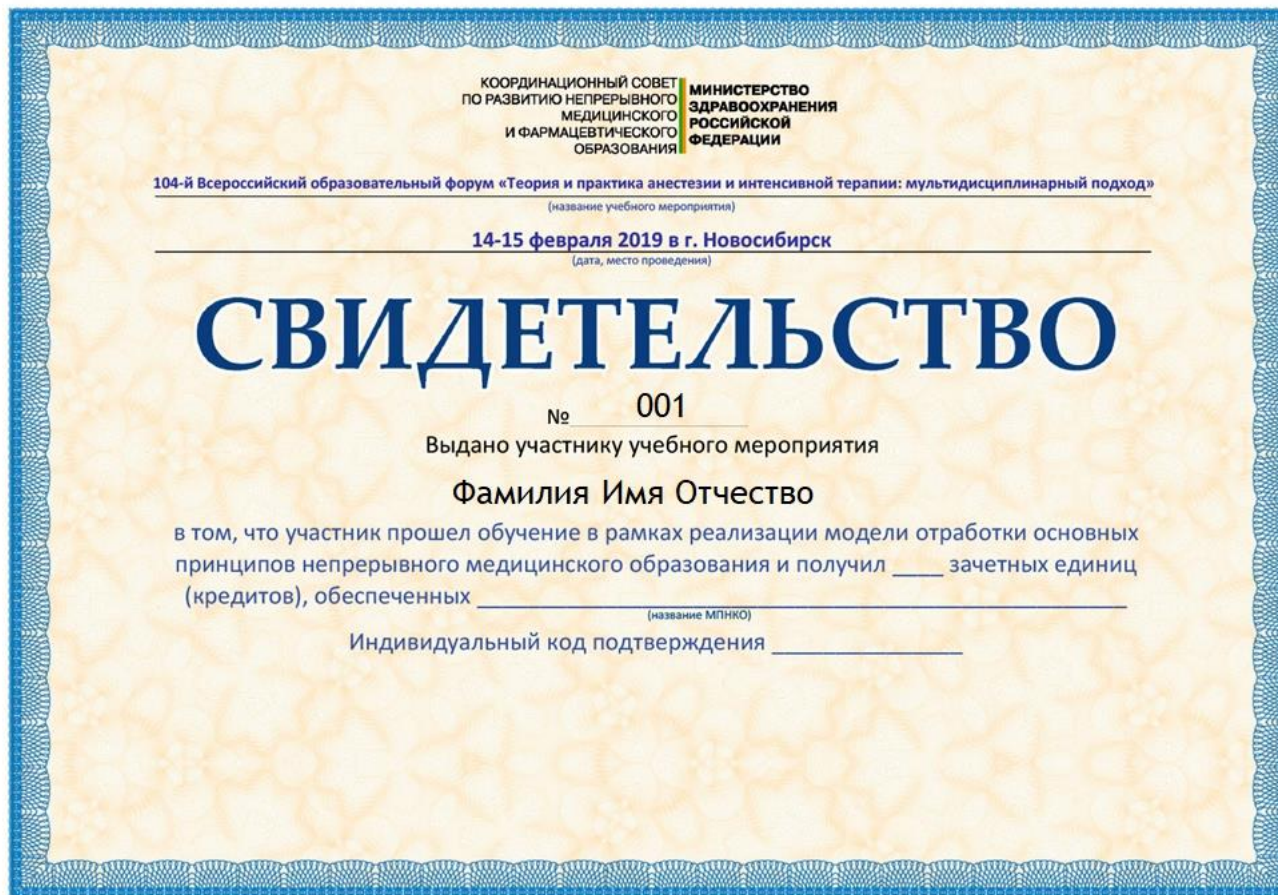 КООРДИНАЦИОННЫЙ СОВЕТ
ПО РАЗВИТИЮ НЕПРЕРЫВНОГО
МЕДИЦИНСКОГО
И ФАРМАЦЕВТИЧЕСКОГО
ОБРАЗОВАНИЯ
МИНИСТЕРСТВО
ЗДРАВООХРАНЕНИЯ
РОССИЙСКОЙ
ФЕДЕРАЦИИ
104-й Всероссийский образовательный форум «Теория и практика анестезии и интенсивной терапии: мультидисциплинарный подход»
(название учебного мероприятия)
14-15 февраля 2019 в г. Новосибирск
(дата, место проведения)
СВИДЕТЕЛЬСТВО
№ 001
Выдано участнику учебного мероприятия
Фамилия Имя Отчество
в том, что участник прошел обучение в рамках реализации модели отработки основных
принципов непрерывного медицинского образования и получил ____ зачетных единиц
(кредитов), обеспеченных ____
(название МПНКО)
Индивидуальный код подтверждения ____